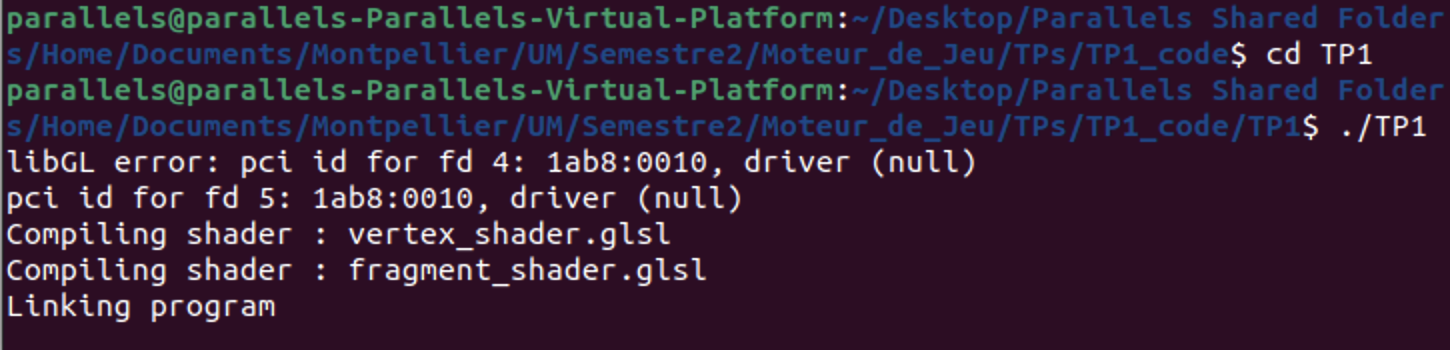 parallels@parallels-Parallels-Virtual-Platform:~/Desktop/Parallels Shared Folder
s/Home/Documents/Montpellier/UM/Semestre2/Moteur_de_Jeu/TPs/TP1_code$ cd TP1
parallels@parallels-Parallels-Virtual-Platform:~/Desktop/Parallels Shared Folder
s/Home/Documents/Montpellier/UM/Semestre2/Moteur_de_Jeu/TPs/TP1_code/TP1$ ./TP1
libGL error: pci id for fd 4: 1ab8:0010, driver (null)
pci id for fd 5: 1ab8:0010, driver (null)
Compiling shader : vertex_shader.glsl
Compiling shader : fragment_shader.glsl
Linking program